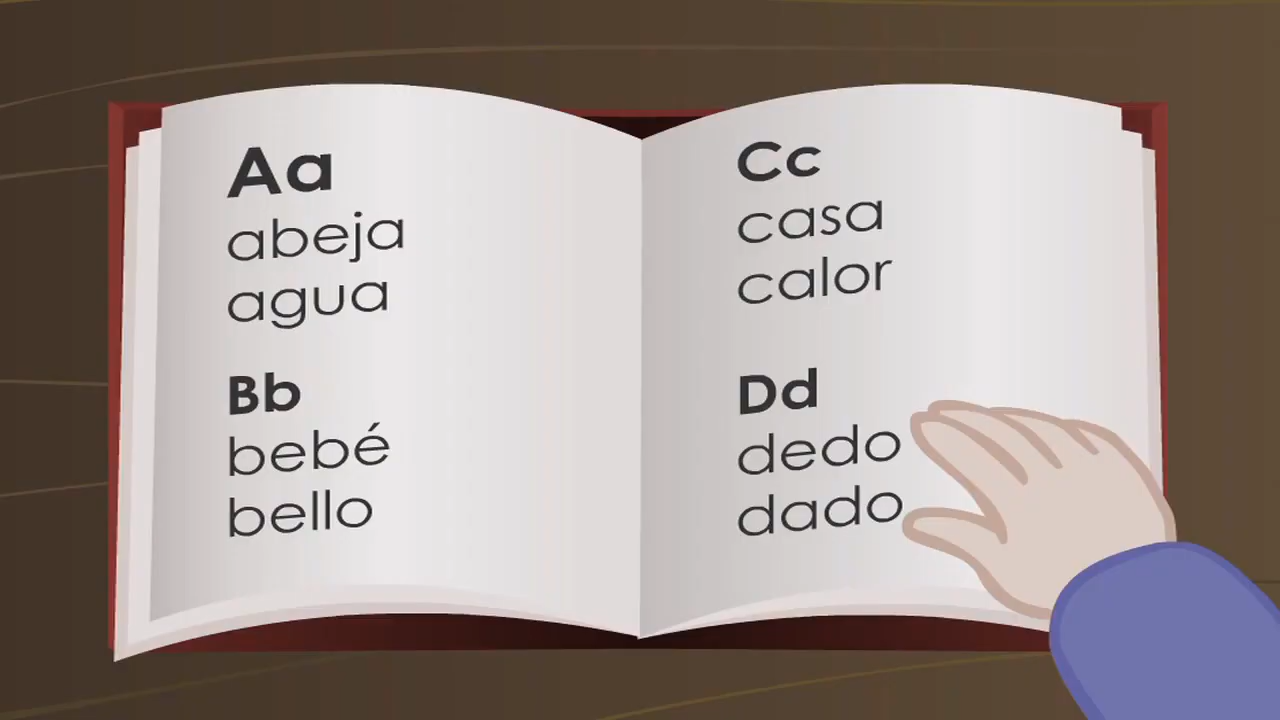 Aa
abeja
agua
Bb
bebé
bello
Cc
casa
calor
Dd
dedo
dado